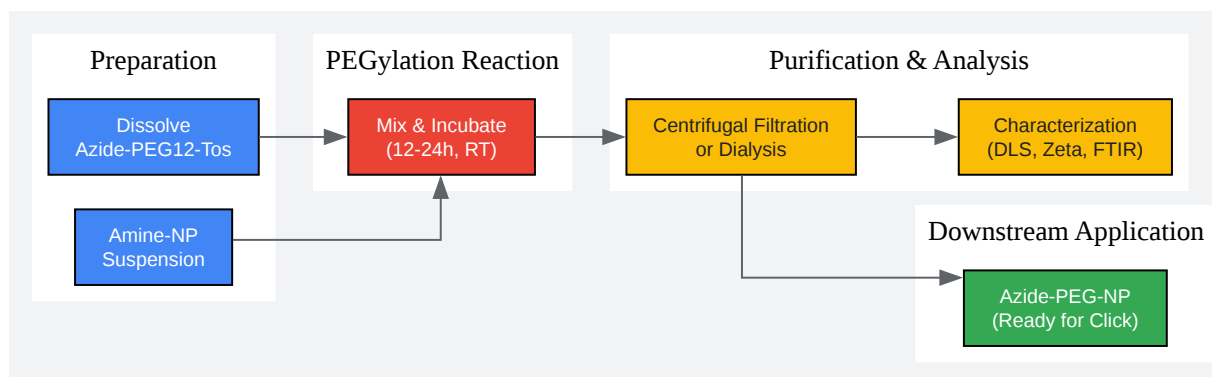 Preparation
Dissolve
Azide-PEG12-Tos
Amine-NP
Suspension
PEGylation Reaction
Mix & Incubate
(12-24h, RT)
Purification & Analysis
Centrifugal Filtration
or Dialysis
Characterization
(DLS, Zeta, FTIR)
Downstream Application
Azide-PEG-NP
(Ready for Click)